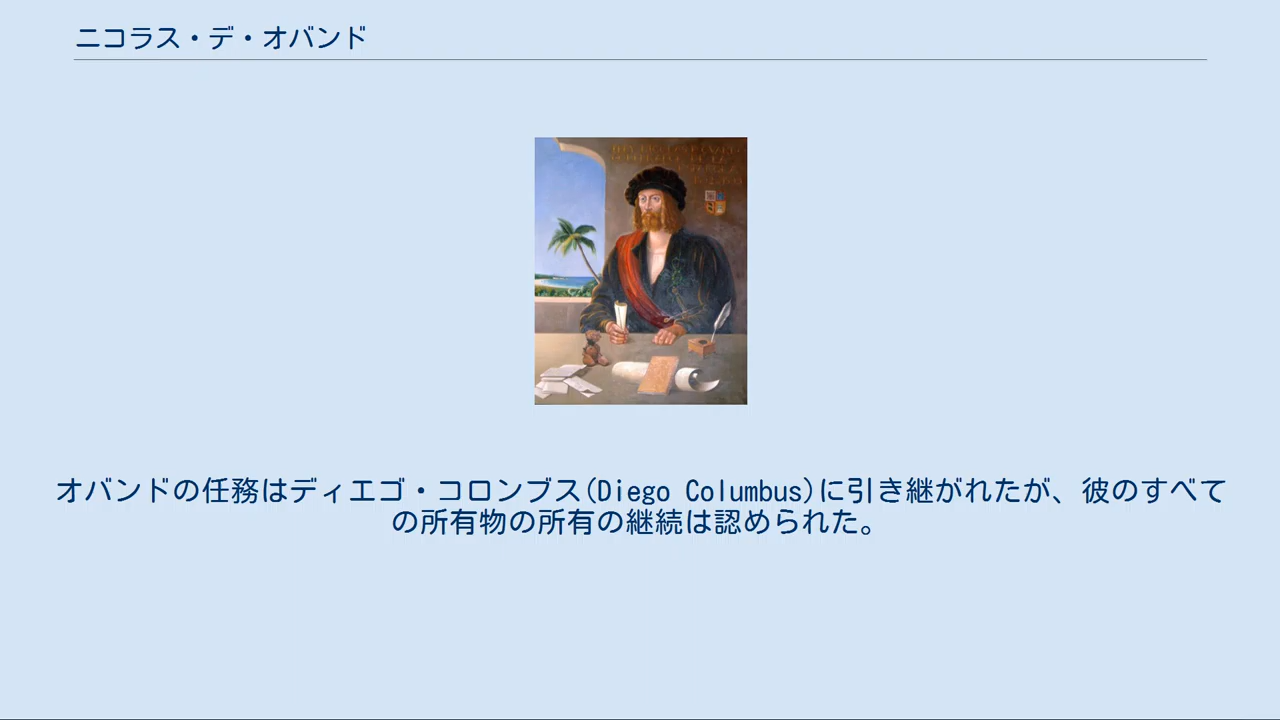 ニコラス・デ・オバンド
オバンドの任務はディエゴ・コロンブス(Diego Columbus)に引き継がれたが、彼のすべて
の所有物の所有の継続は認められた。